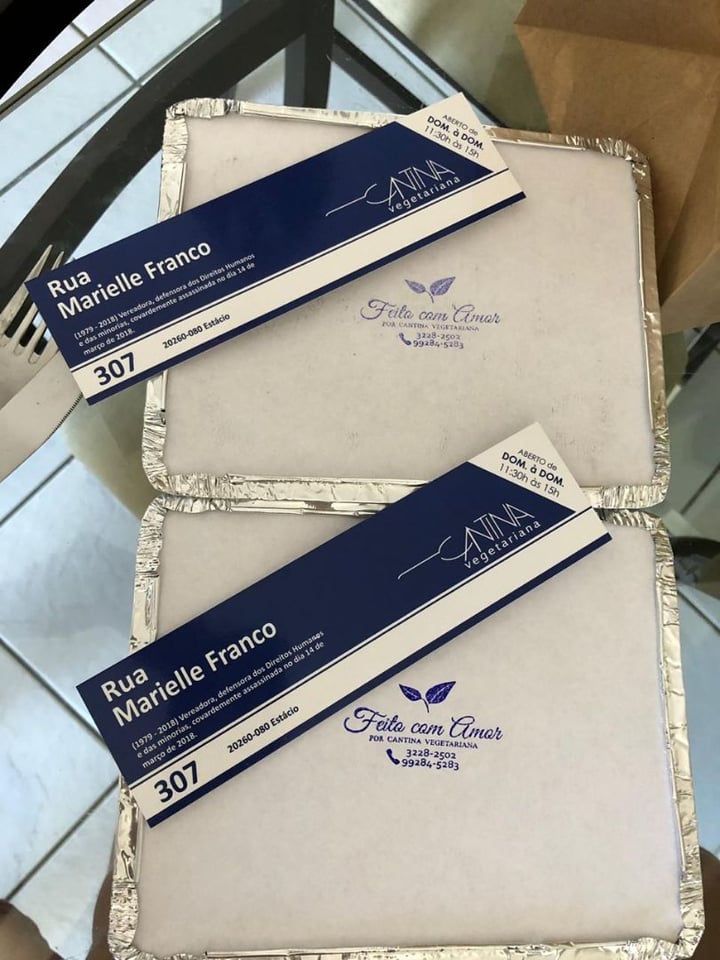 ABERTO de
DOM. à DOM.
11:30h às 15h
CANTINA
vegetariana
Rua
Marielle Franco
(1979 - 2018) Vereadora, defensora dos Direitos Humanos
e das minorias, covardemente assassinada no dia 14 de
março de 2018.
307
20260-080 Estácio
Feito com Amor
POR CANTINA VEGETARIANA
3228-2502
99284-5283
ABERTO de
DOM. à DOM.
11:30h às 15h
CANTINA
vegetariana
Rua
Marielle Franco
(1979 - 2018) Vereadora, defensora dos Direitos Humanos
e das minorias, covardemente assassinada no dia 14 de
março de 2018.
307
20260-080 Estácio
Feito com Amor
POR CANTINA VEGETARIANA
3228-2502
99284-5283